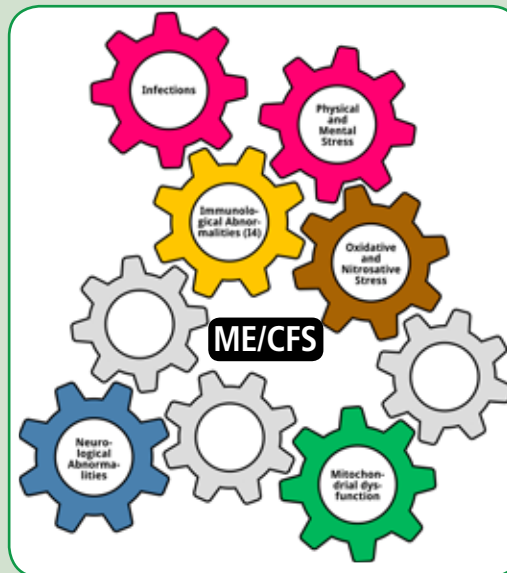 Infections
Physical
and
Mental
Stress
Immunolo-
gical Abnor-
malities (I4)
Oxidative
and
Nitrosative
Stress
ME/CFS
Neuro-
logical
Abnorma-
lities
Mitochon-
drial dys-
function